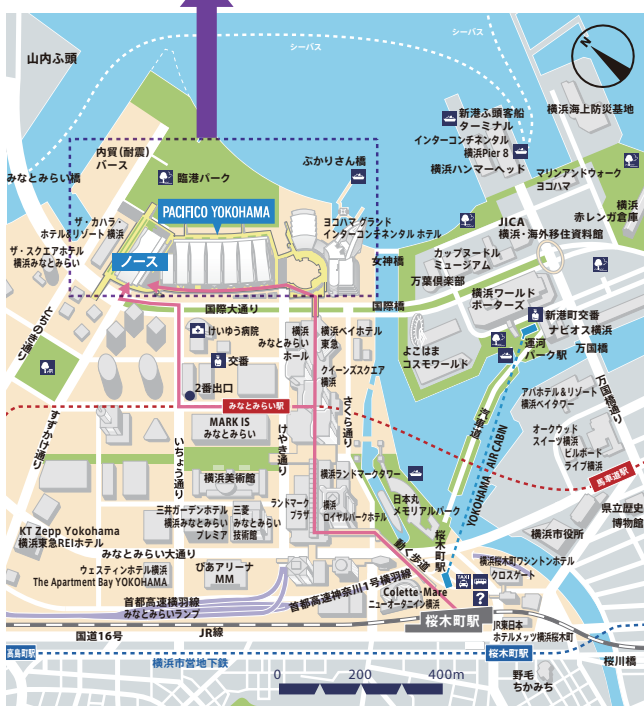 シーバス
シーバス
N
山内ふ頭
新港ふ頭客船
ターミナル
インターコンチネンタル
横浜Pier 8
横浜ハンマーヘッド
横浜海上防災基地
内貿(耐震)
バース
みなとみらい橋
臨港パーク
ぷかりさん橋
マリンアンドウォーク
ヨコハマ
横浜
赤レンガ倉庫
ザ・カハラ・
ホテル&リゾート 横浜
PACIFICO YOKOHAMA
ヨコハマ グランド
インターコンチネンタル ホテル
JICA
横浜・海外移住資料館
ザ・スクエアホテル
横浜みなとみらい
ノース
女神橋
カップヌードル
ミュージアム
万葉倶楽部
横浜ワールド
ポーターズ
国際大通り
国際橋
とちのき通り
けいゆう病院
横浜
みなとみらい
ホール
横浜ベイホテル
東急
クイーンズスクエア
横浜
よこはま
コスモワールド
新港町交番
ナビオス横浜
運河
パーク駅
万国橋
交番
2番出口
みなとみらい駅
さくら通り
汽車道
YOKOHAMA AIR CABIN
アパホテル&リゾート
横浜ベイタワー
万国橋通り
オークウッド
スイーツ横浜
ビルボード
ライブ横浜
馬車道駅
すずかけ通り
いちょう通り
MARK IS
みなとみらい
けやき通り
横浜美術館
横浜ランドマークタワー
ランドマーク
プラザ
横浜
ロイヤルパークホテル
日本丸
メモリアルパーク
県立歴史
博物館
三井ガーデンホテル
横浜みなとみらい
プレミア
三菱
みなとみらい
技術館
KT Zepp Yokohama
横浜東急REIホテル
みなとみらい大通り
動く歩道
桜木町駅
横浜市役所
ウェスティンホテル横浜
The Apartment Bay YOKOHAMA
ぴあアリーナ
MM
横浜桜木町ワシントンホテル
クロスゲート
TAXI
?
首都高速横羽線
みなとみらいランプ
首都高速神奈川1号横羽線
Colette・Mare
ニューオータニイン横浜
桜木町駅
JR東日本
ホテルメッツ横浜桜木町
国道16号
JR線
高島町駅
横浜市営地下鉄
桜木町駅
桜川橋
野毛
ちかみち
0 200 400m